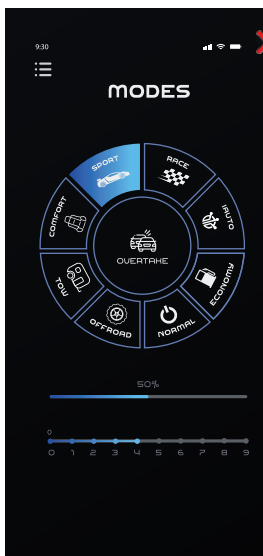 9:30
MODES
SPORT
RACE
COMFORT
1AUTO
OVERTAKE
TOW
ECONOMY
OFFROAD
NORMAL
50%
0
0 1 2 3 4 5 6 7 8 9